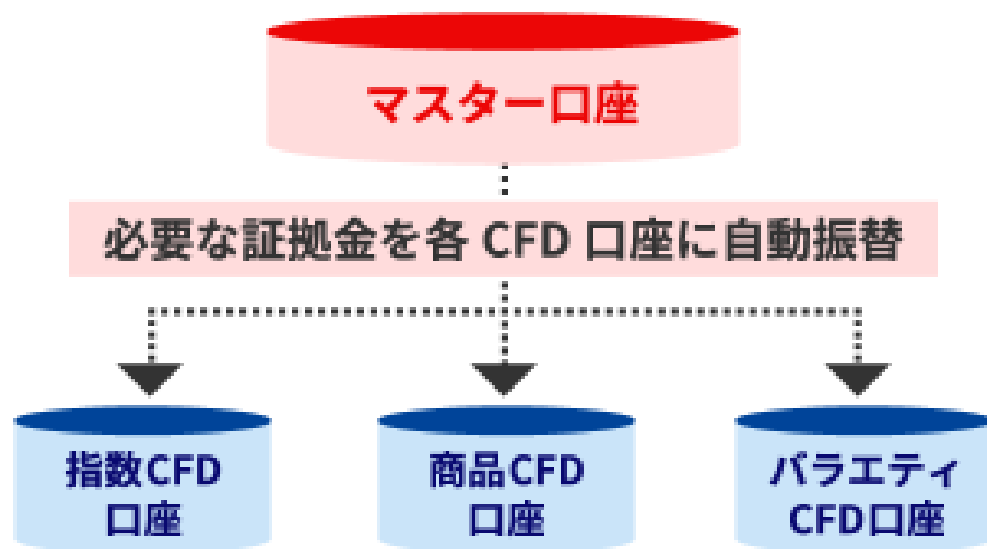 マスター口座
必要な証拠金を各 CFD 口座に自動振替
指数CFD
口座
商品CFD
口座
バラエティ
CFD口座